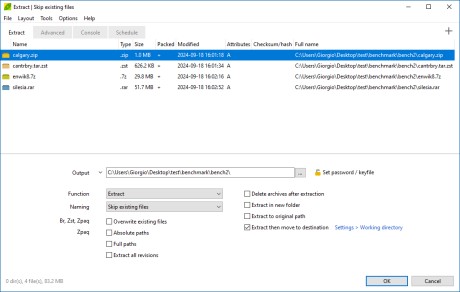 Extract | Skip existing files
File Layout Tools Options Help
Extract Advanced Console Schedule
Name Type Size Packed Modified Attributes Checksum/hash Full name
calgary.zip .zip 1.0 MB + 2024-09-18 16:01:18 A C:\Users\Giorgio\Desktop\test\benchmark\bench2\calgary.zip
cantrbry.tar.zst .zst 626.2 KB + 2024-09-18 16:01:34 A C:\Users\Giorgio\Desktop\test\benchmark\bench2\cantrbry.tar.zst
enwik8.7z .7z 29.8 MB + 2024-09-18 16:02:16 A C:\Users\Giorgio\Desktop\test\benchmark\bench2\enwik8.7z
silesia.rar .rar 51.7 MB + 2024-09-18 16:02:52 A C:\Users\Giorgio\Desktop\test\benchmark\bench2\silesia.rar
Output C:\Users\Giorgio\Desktop\test\benchmark\bench2\ ... Set password / keyfile
Function Extract Delete archives after extraction
Naming Skip existing files Extract in new folder
Br, Zst, Zpaq Overwrite existing files Extract to original path
Zpaq Absolute paths Extract then move to destination Settings > Working directory
Full paths
Extract all revisions
0 dir(s), 4 file(s), 83.2 MB OK Cancel